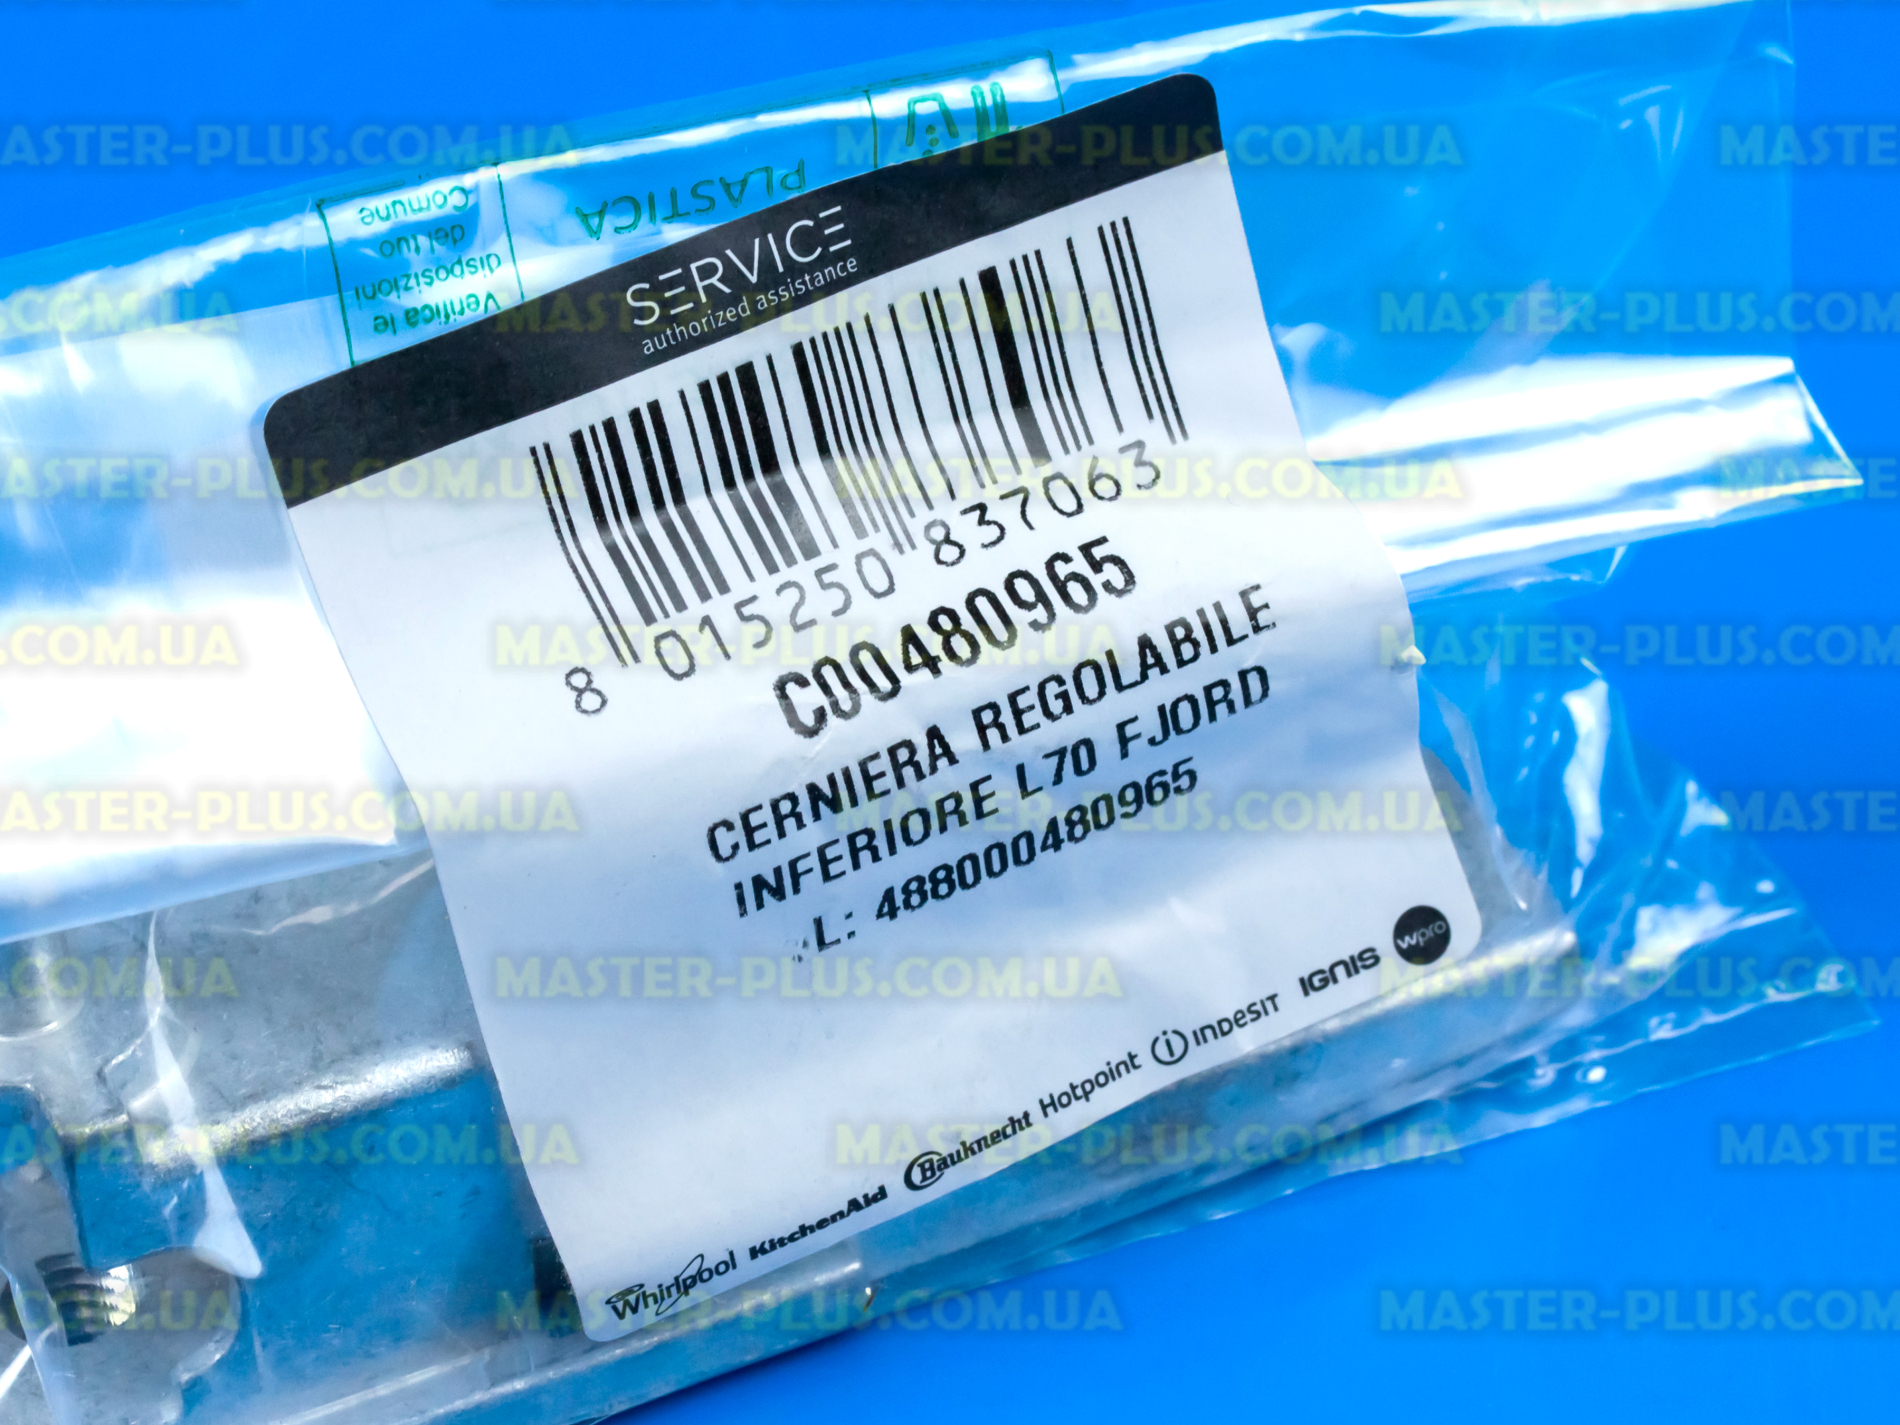 PLASTICA
Verifica le
disposizioni
del tuo
Comune
SERVICE
authorized assistance
8 015250 837063
C00480965
CERNIERA REGOLABILE
INFERIORE L70 FJORD
L: 488000480965
Whirlpool KitchenAid Bauknecht Hotpoint i INDESIT IGNIS wpro
MASTER-PLUS.COM.UA